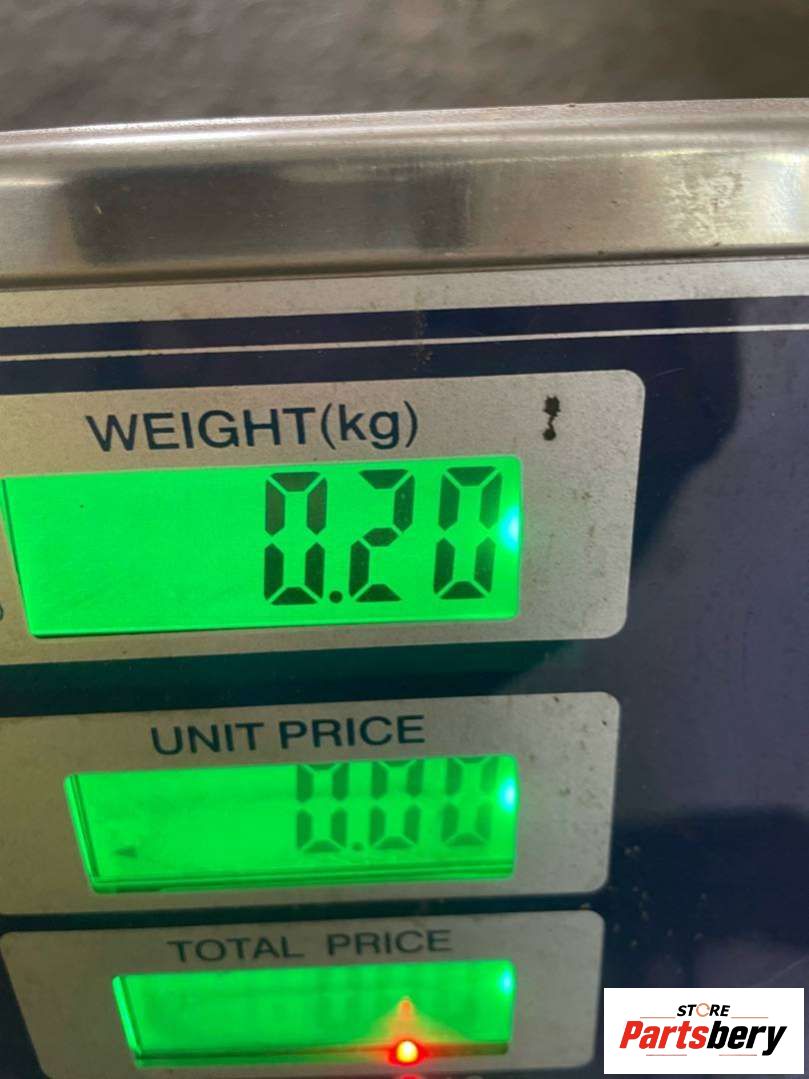 WEIGHT(kg)
0.20
UNIT PRICE
0.00
TOTAL PRICE
STORE
Partsbery